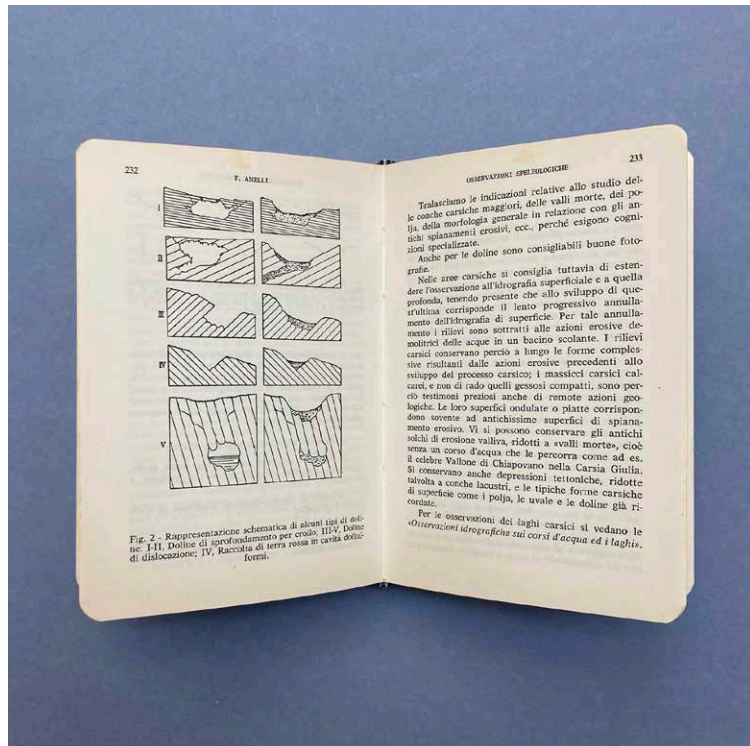 232
F. ANELLI
I
II
III
IV
V
Fig. 2 - Rappresentazione schematica di alcuni tipi di doli-
ne: I-II. Doline di sprofondamento per crollo; III-V, Doline
di dislocazione; IV, Raccolta di terra rossa in cavità dolini-
formi.
OSSERVAZIONI SPELEOLOGICHE
233
Tralasciamo le indicazioni relative allo studio del-
le conche carsiche maggiori, delle valli morte, dei po-
lja, della morfologia generale in relazione con gli an-
tichi spianamenti erosivi, ecc., perché esigono cogni-
zioni specializzate.
Anche per le doline sono consigliabili buone foto-
grafie.
Nelle aree carsiche si consiglia tuttavia di esten-
dere l'osservazione all'idrografia superficiale e a quella
profonda, tenendo presente che allo sviluppo di que-
st'ultima corrisponde il lento progressivo annulla-
mento dell'idrografia di superficie. Per tale annulla-
mento i rilievi sono sottratti alle azioni erosive de-
molitrici delle acque in un bacino scolante. I rilievi
carsici conservano perciò a lungo le forme comples-
sive risultanti dalle azioni erosive precedenti allo
sviluppo del processo carsico; i massicci carsici cal-
carei, e non di rado quelli gessosi compatti, sono per-
ciò testimoni preziosi anche di remote azioni geo-
logiche. Le loro superfici ondulate o piatte corrispon-
dono sovente ad antichissime superfici di spiana-
mento erosivo. Vi si possono conservare gli antichi
solchi di erosione valliva, ridotti a «valli morte», cioè
senza un corso d'acqua che le percorra come ad es.
il celebre Vallone di Chiapovano nella Carsia Giulia.
Si conservano anche depressioni tettoniche, ridotte
talvolta a conche lacustri, e le tipiche forme carsiche
di superficie come i polja, le uvale e le doline già ri-
cordate.
Per le osservazioni dei laghi carsici si vedano le
«Osservazioni idrografiche sui corsi d'acqua ed i laghi».